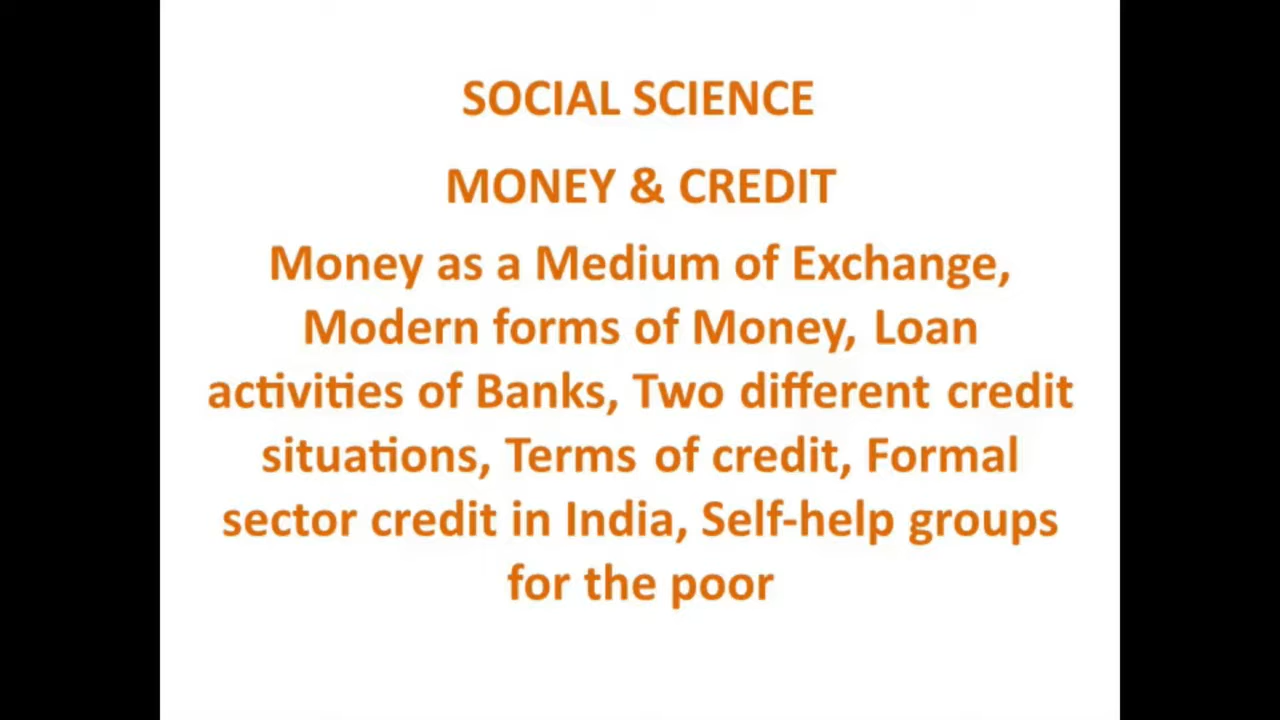 SOCIAL SCIENCE
MONEY & CREDIT
Money as a Medium of Exchange,
Modern forms of Money, Loan
activities of Banks, Two different credit
situations, Terms of credit, Formal
sector credit in India, Self-help groups
for the poor